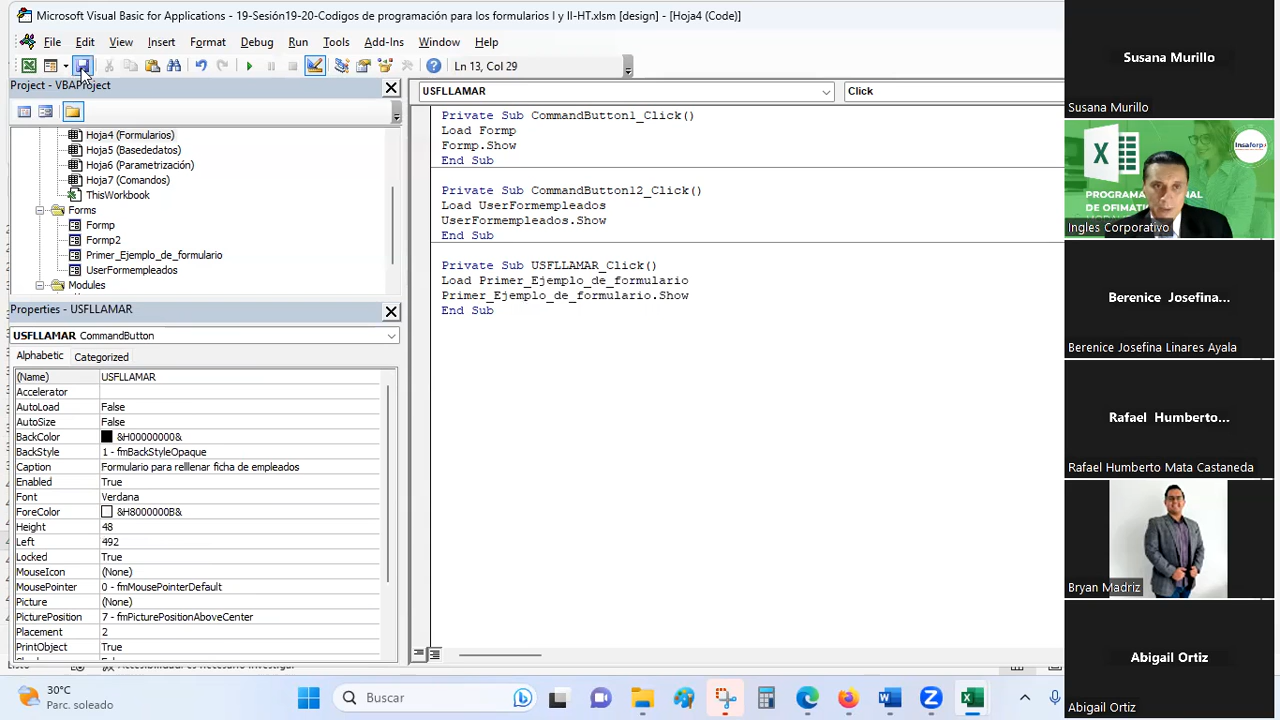 Microsoft Visual Basic for Applications - 19-Sesión19-20-Codigos de programación para los formularios I y II-HT.xlsm [design] - [Hoja4 (Code)]
File Edit View Insert Format Debug Run Tools Add-Ins Window Help
Ln 13, Col 29
Project - VBAProject
Hoja4 (Formularios)
Hoja5 (Basededatos)
Hoja6 (Parametrización)
Hoja7 (Comandos)
ThisWorkbook
Forms
Formp
Formp2
Primer_Ejemplo_de_formulario
UserFormempleados
Modules
Properties - USFLLAMAR
USFLLAMAR CommandButton
Alphabetic Categorized
(Name) USFLLAMAR
Accelerator
AutoLoad False
AutoSize False
BackColor &H00000000&
BackStyle 1 - fmBackStyleOpaque
Caption Formulario para relllenar ficha de empleados
Enabled True
Font Verdana
ForeColor &H8000000B&
Height 48
Left 492
Locked True
MouseIcon (None)
MousePointer 0 - fmMousePointerDefault
Picture (None)
PicturePosition 7 - fmPicturePositionAboveCenter
Placement 2
PrintObject True
USFLLAMAR Click
Private Sub CommandButton1_Click()
Load Formp
Formp.Show
End Sub
Private Sub CommandButton12_Click()
Load UserFormempleados
UserFormempleados.Show
End Sub
Private Sub USFLLAMAR_Click()
Load Primer_Ejemplo_de_formulario
Primer_Ejemplo_de_formulario.Show
End Sub
30°C
Parc. soleado
Buscar
Susana Murillo
Susana Murillo
X
Insaforp
PROGRAMA
NAL
DE OFIMATI
Ingles Corporativo
Berenice Josefina...
Berenice Josefina Linares Ayala
Rafael Humberto...
Rafael Humberto Mata Castaneda
Bryan Madriz
Abigail Ortiz
Abigail Ortiz